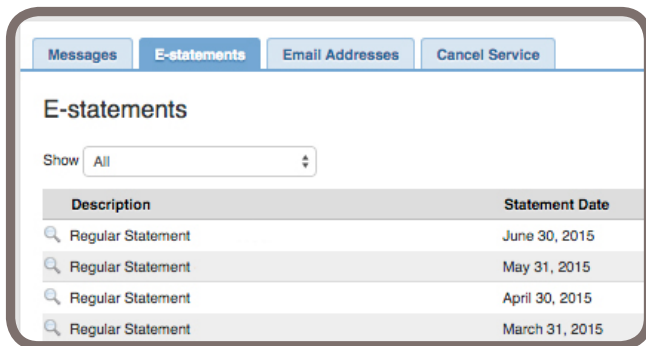 Messages E-statements Email Addresses Cancel Service
E-statements
Show All
Description Statement Date
Regular Statement June 30, 2015
Regular Statement May 31, 2015
Regular Statement April 30, 2015
Regular Statement March 31, 2015